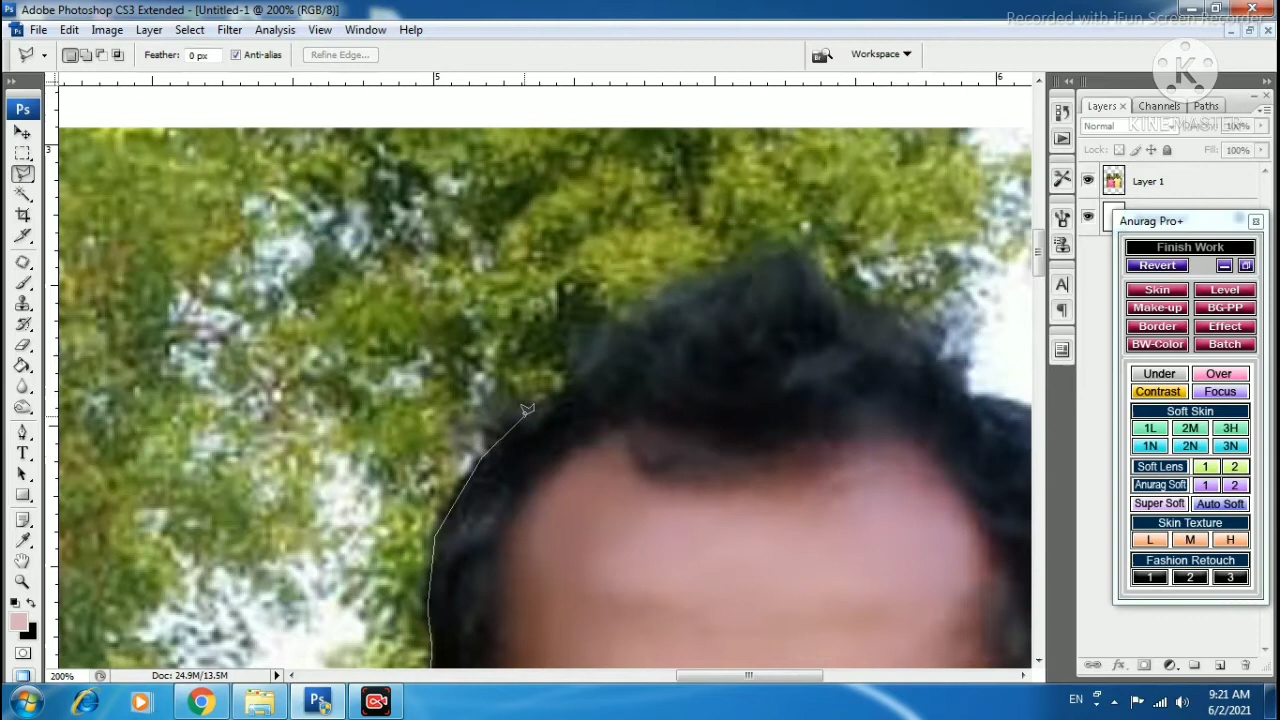 Adobe Photoshop CS3 Extended - [Untitled-1 @ 200% (RGB/8)]
Recorded with iFun Screen Recorder
File Edit Image Layer Select Filter Analysis View Window Help
Feather: 0 px Anti-alias Refine Edge... Workspace
K
KINEMASTER
5 6
3
Ps
Layers Channels Paths
Normal 100%
Lock: Fill: 100%
Layer 1
Anurag Pro+
Finish Work
Revert
Skin Level
Make-up BG-PP
Border Effect
BW-Color Batch
Under Over
Contrast Focus
Soft Skin
1L 2M 3H
1N 2N 3N
Soft Lens 1 2
Anurag Soft 1 2
Super Soft Auto Soft
Skin Texture
L M H
Fashion Retouch
1 2 3
200% Doc: 24.9M/13.5M
EN 9:21 AM
6/2/2021